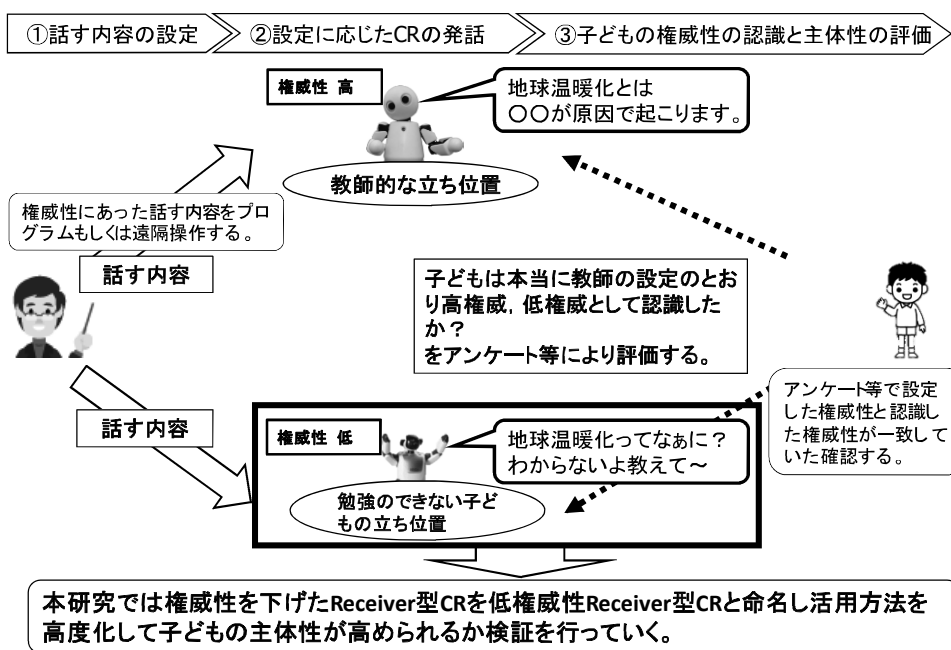 ①話す内容の設定
②設定に応じたCRの発話
③子どもの権威性の認識と主体性の評価
権威性 高
地球温暖化とは
〇〇が原因で起こります。
教師的な立ち位置
権威性にあった話す内容をプロ
グラムもしくは遠隔操作する。
話す内容
子どもは本当に教師の設定のとお
り高権威，低権威として認識した
か？
をアンケート等により評価する。
アンケート等で設定
した権威性と認識し
た権威性が一致して
いた確認する。
話す内容
権威性 低
地球温暖化ってなぁに？
わからないよ教えて～
勉強のできない子ど
もの立ち位置
本研究では権威性を下げたReceiver型CRを低権威性Receiver型CRと命名し活用方法を
高度化して子どもの主体性が高められるか検証を行っていく。